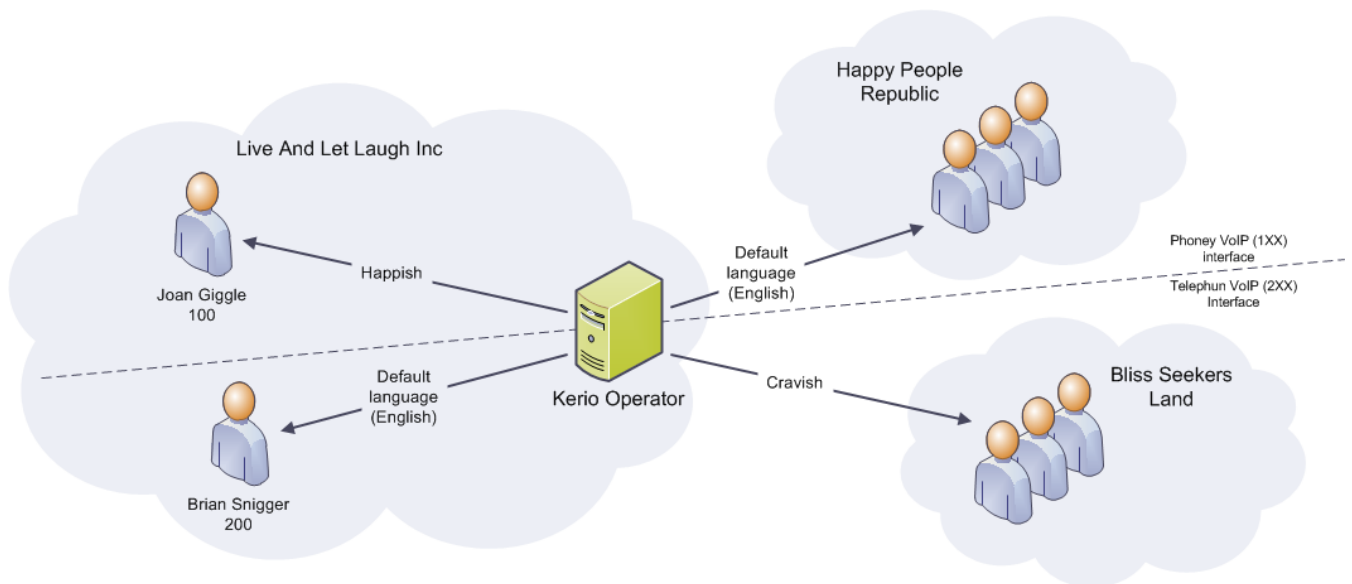 Live And Let Laugh Inc
Joan Giggle
100
Happish
Brian Snigger
200
Default
language
(English)
Kerio Operator
Happy People
Republic
Default
language
(English)
Phoney VoIP (1XX)
interface
Telephun VoIP (2XX)
Interface
Cravish
Bliss Seekers
Land